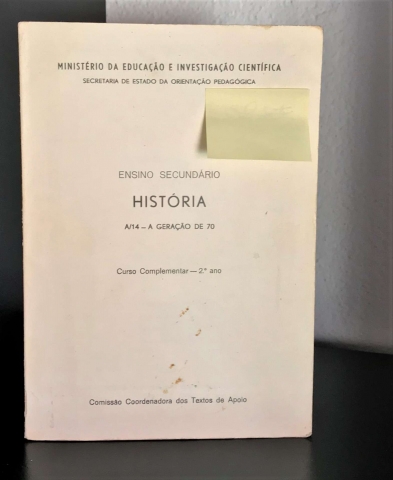 MINISTÉRIO DA EDUCAÇÃO E INVESTIGAÇÃO CIENTÍFICA
SECRETARIA DE ESTADO DA ORIENTAÇÃO PEDAGÓGICA
ENSINO SECUNDÁRIO
HISTÓRIA
A/14 – A GERAÇÃO DE 70
Curso Complementar — 2.º ano
Comissão Coordenadora dos Textos de Apoio